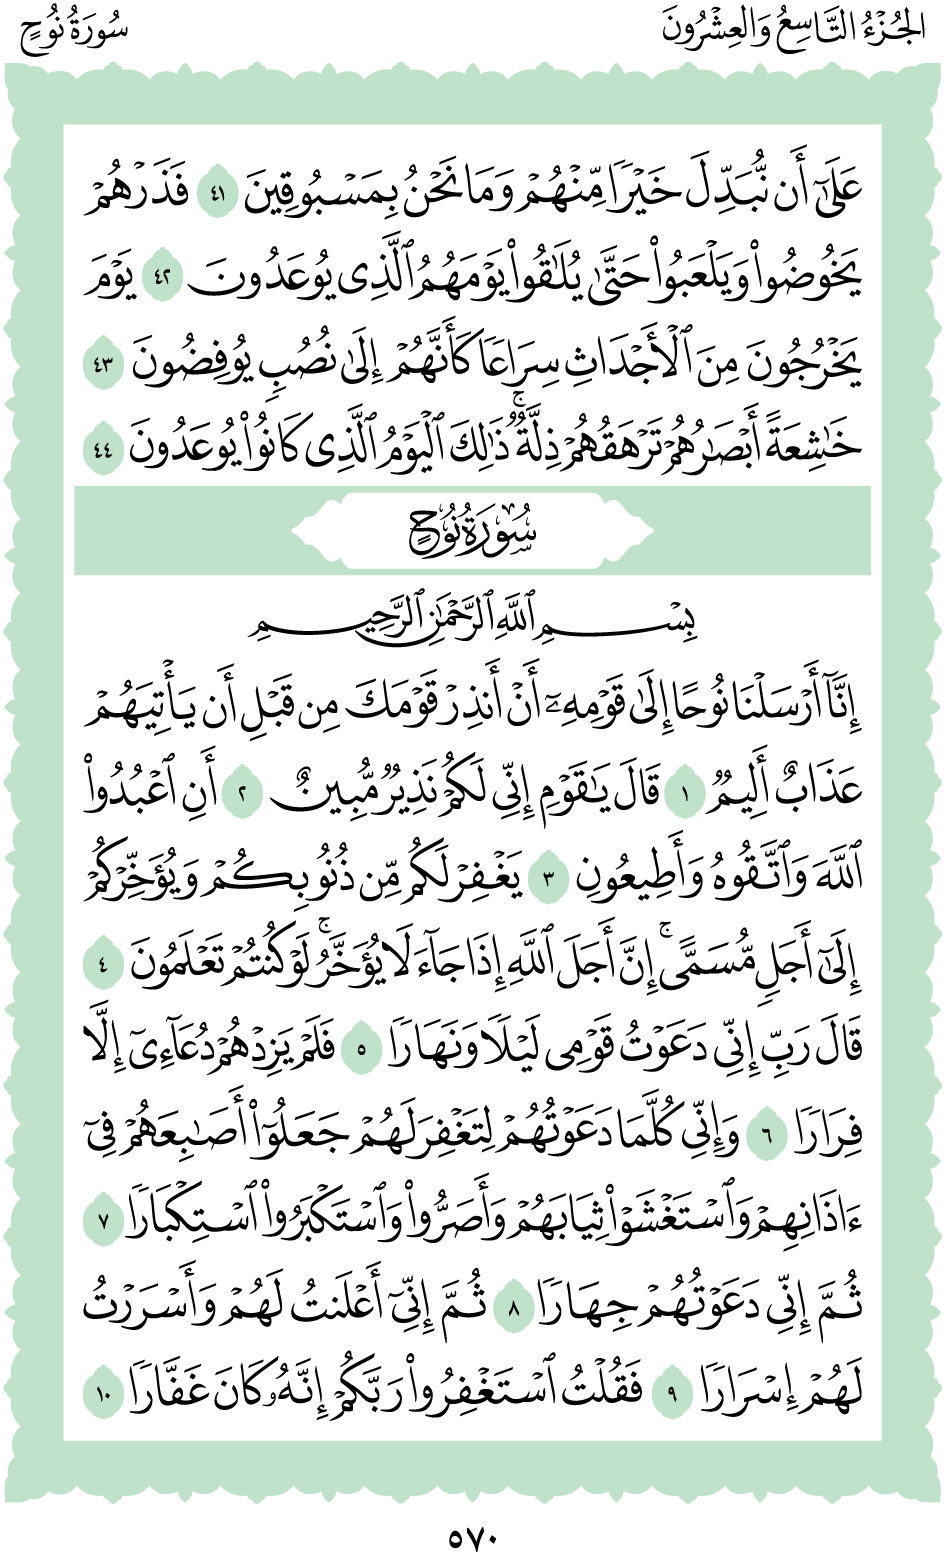 الجُزْءُ التَّاسِعُ وَالعِشْرُونَ
سُورَةُ نُوحٍ
عَلَىٰٓ أَن نُّبَدِّلَ خَيْرٗا مِّنْهُمْ وَمَا نَحْنُ بِمَسْبُوقِينَ ٤١ فَذَرْهُمْ
يَخُوضُواْ وَيَلْعَبُواْ حَتَّىٰ يُلَٰقُواْ يَوْمَهُمُ ٱلَّذِى يُوعَدُونَ ٤٢ يَوْمَ
يَخْرُجُونَ مِنَ ٱلْأَجْدَاثِ سِرَاعٗا كَأَنَّهُمْ إِلَىٰ نُصُبٖ يُوفِضُونَ ٤٣
خَٰشِعَةً أَبْصَٰرُهُمْ تَرْهَقُهُمْ ذِلَّةٞۚ ذَٰلِكَ ٱلْيَوْمُ ٱلَّذِى كَانُواْ يُوعَدُونَ ٤٤
سُورَةُ نُوحٍ
بِسْمِ ٱللَّهِ ٱلرَّحْمَٰنِ ٱلرَّحِيمِ
إِنَّآ أَرْسَلْنَا نُوحًا إِلَىٰ قَوْمِهِۦٓ أَنْ أَنذِرْ قَوْمَكَ مِن قَبْلِ أَن يَأْتِيَهُمْ
عَذَابٌ أَلِيمٞ ١ قَالَ يَٰقَوْمِ إِنِّى لَكُمْ نَذِيرٞ مُّبِينٌ ٢ أَنِ ٱعْبُدُواْ
ٱللَّهَ وَٱتَّقُوهُ وَأَطِيعُونِ ٣ يَغْفِرْ لَكُم مِّن ذُنُوبِكُمْ وَيُؤَخِّرْكُمْ
إِلَىٰٓ أَجَلٖ مُّسَمًّىۚ إِنَّ أَجَلَ ٱللَّهِ إِذَا جَآءَ لَا يُؤَخَّرُۚ لَوْ كُنتُمْ تَعْلَمُونَ ٤
قَالَ رَبِّ إِنِّى دَعَوْتُ قَوْمِى لَيْلٗا وَنَهَارٗا ٥ فَلَمْ يَزِدْهُمْ دُعَآءِىٓ إِلَّا
فِرَارٗا ٦ وَإِنِّى كُلَّمَا دَعَوْتُهُمْ لِتَغْفِرَ لَهُمْ جَعَلُوٓاْ أَصَٰبِعَهُمْ فِىٓ
ءَاذَانِهِمْ وَٱسْتَغْشَوْاْ ثِيَابَهُمْ وَأَصَرُّواْ وَٱسْتَكْبَرُواْ ٱسْتِكْبَارٗا ٧
ثُمَّ إِنِّى دَعَوْتُهُمْ جِهَارٗا ٨ ثُمَّ إِنِّىٓ أَعْلَنتُ لَهُمْ وَأَسْرَرْتُ
لَهُمْ إِسْرَارٗا ٩ فَقُلْتُ ٱسْتَغْفِرُواْ رَبَّكُمْ إِنَّهُۥ كَانَ غَفَّارٗا ١٠
٥٧٠